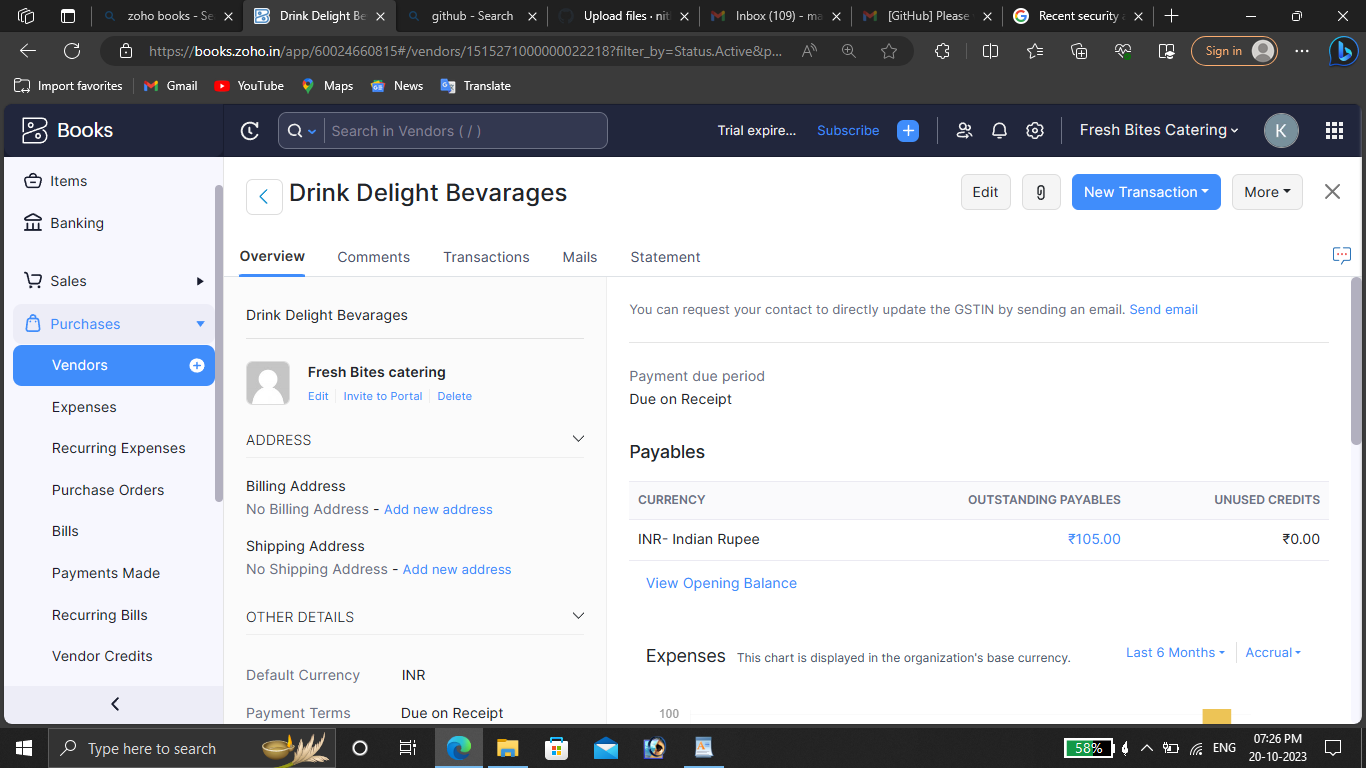 zoho books - Se
Drink Delight Be
github - Search
Upload files · nit
Inbox (109) - ma
[GitHub] Please
Recent security a
https://books.zoho.in/app/60024660815#/vendors/1515271000000022218?filter_by=Status.Active&p...
Sign in
Import favorites
Gmail
YouTube
Maps
News
Translate
Books
Search in Vendors ( / )
Trial expire...
Subscribe
Fresh Bites Catering
K
Items
Banking
Sales
Purchases
Vendors
Expenses
Recurring Expenses
Purchase Orders
Bills
Payments Made
Recurring Bills
Vendor Credits
Drink Delight Bevarages
Edit
New Transaction
More
Overview
Comments
Transactions
Mails
Statement
Drink Delight Bevarages
Fresh Bites catering
Edit
Invite to Portal
Delete
ADDRESS
Billing Address
No Billing Address - Add new address
Shipping Address
No Shipping Address - Add new address
OTHER DETAILS
Default Currency INR
Payment Terms Due on Receipt
You can request your contact to directly update the GSTIN by sending an email. Send email
Payment due period
Due on Receipt
Payables
CURRENCY OUTSTANDING PAYABLES UNUSED CREDITS
INR- Indian Rupee ₹105.00 ₹0.00
View Opening Balance
Expenses This chart is displayed in the organization's base currency.
Last 6 Months
Accrual
100
Type here to search
58%
ENG
07:26 PM
20-10-2023